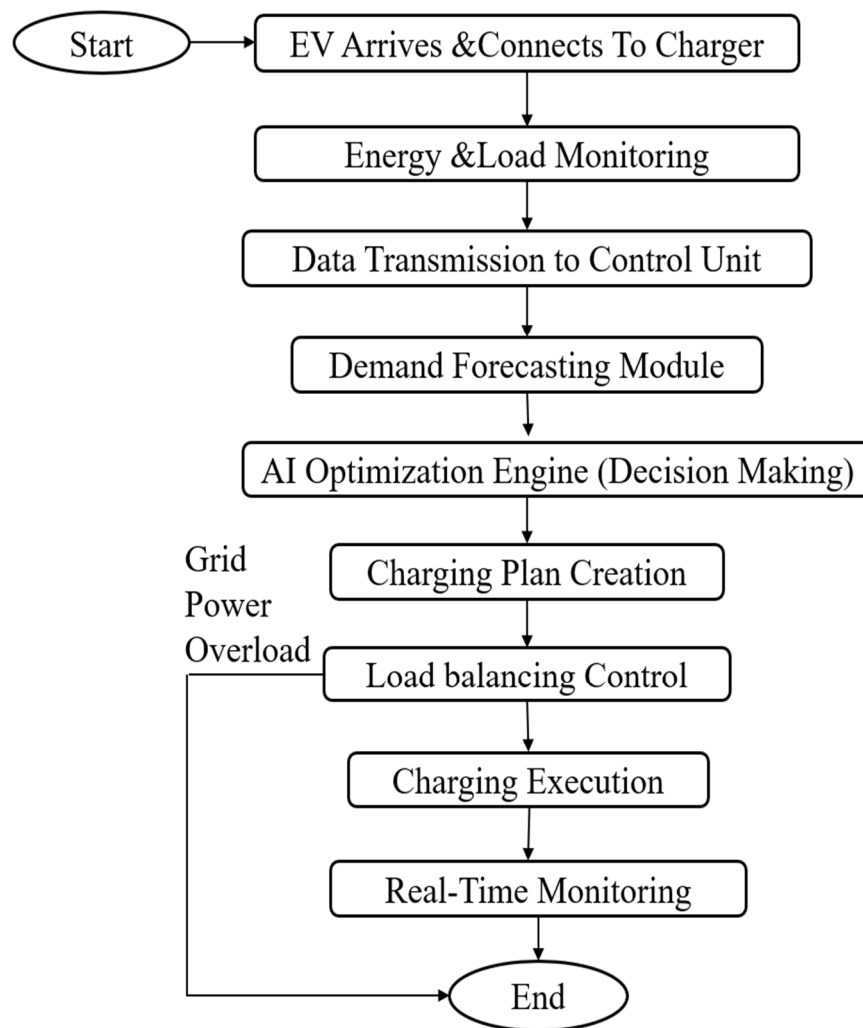 Start
EV Arrives &Connects To Charger
Energy &Load Monitoring
Data Transmission to Control Unit
Demand Forecasting Module
AI Optimization Engine (Decision Making)
Charging Plan Creation
Grid
Power
Overload
Load balancing Control
Charging Execution
Real-Time Monitoring
End